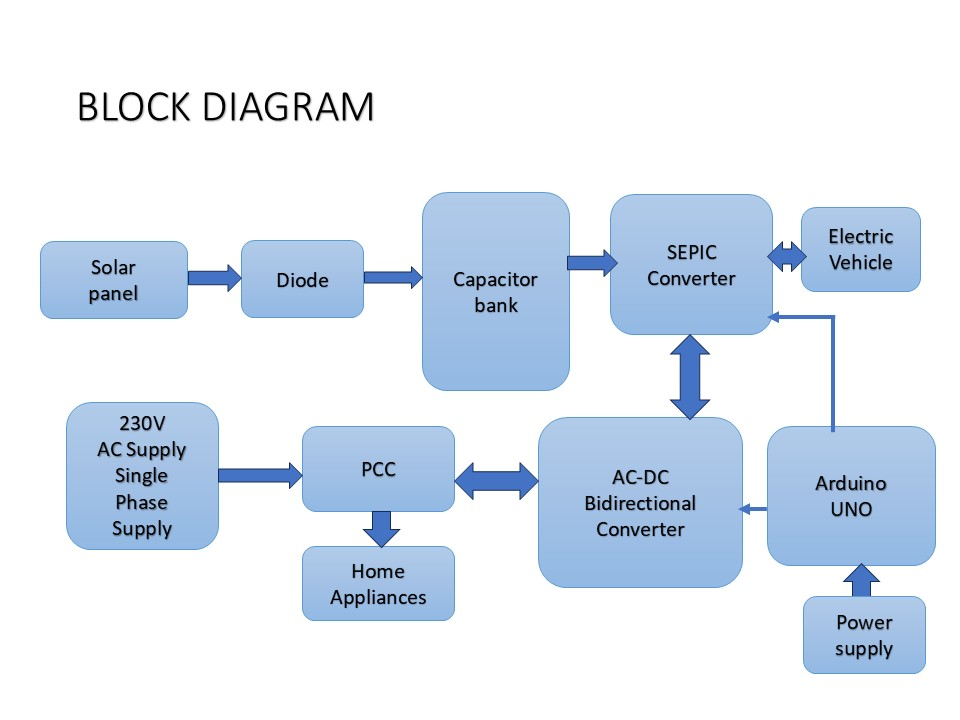 BLOCK DIAGRAM
Solar
panel
Diode
Capacitor
bank
SEPIC
Converter
Electric
Vehicle
230V
AC Supply
Single
Phase
Supply
PCC
Home
Appliances
AC-DC
Bidirectional
Converter
Arduino
UNO
Power
supply